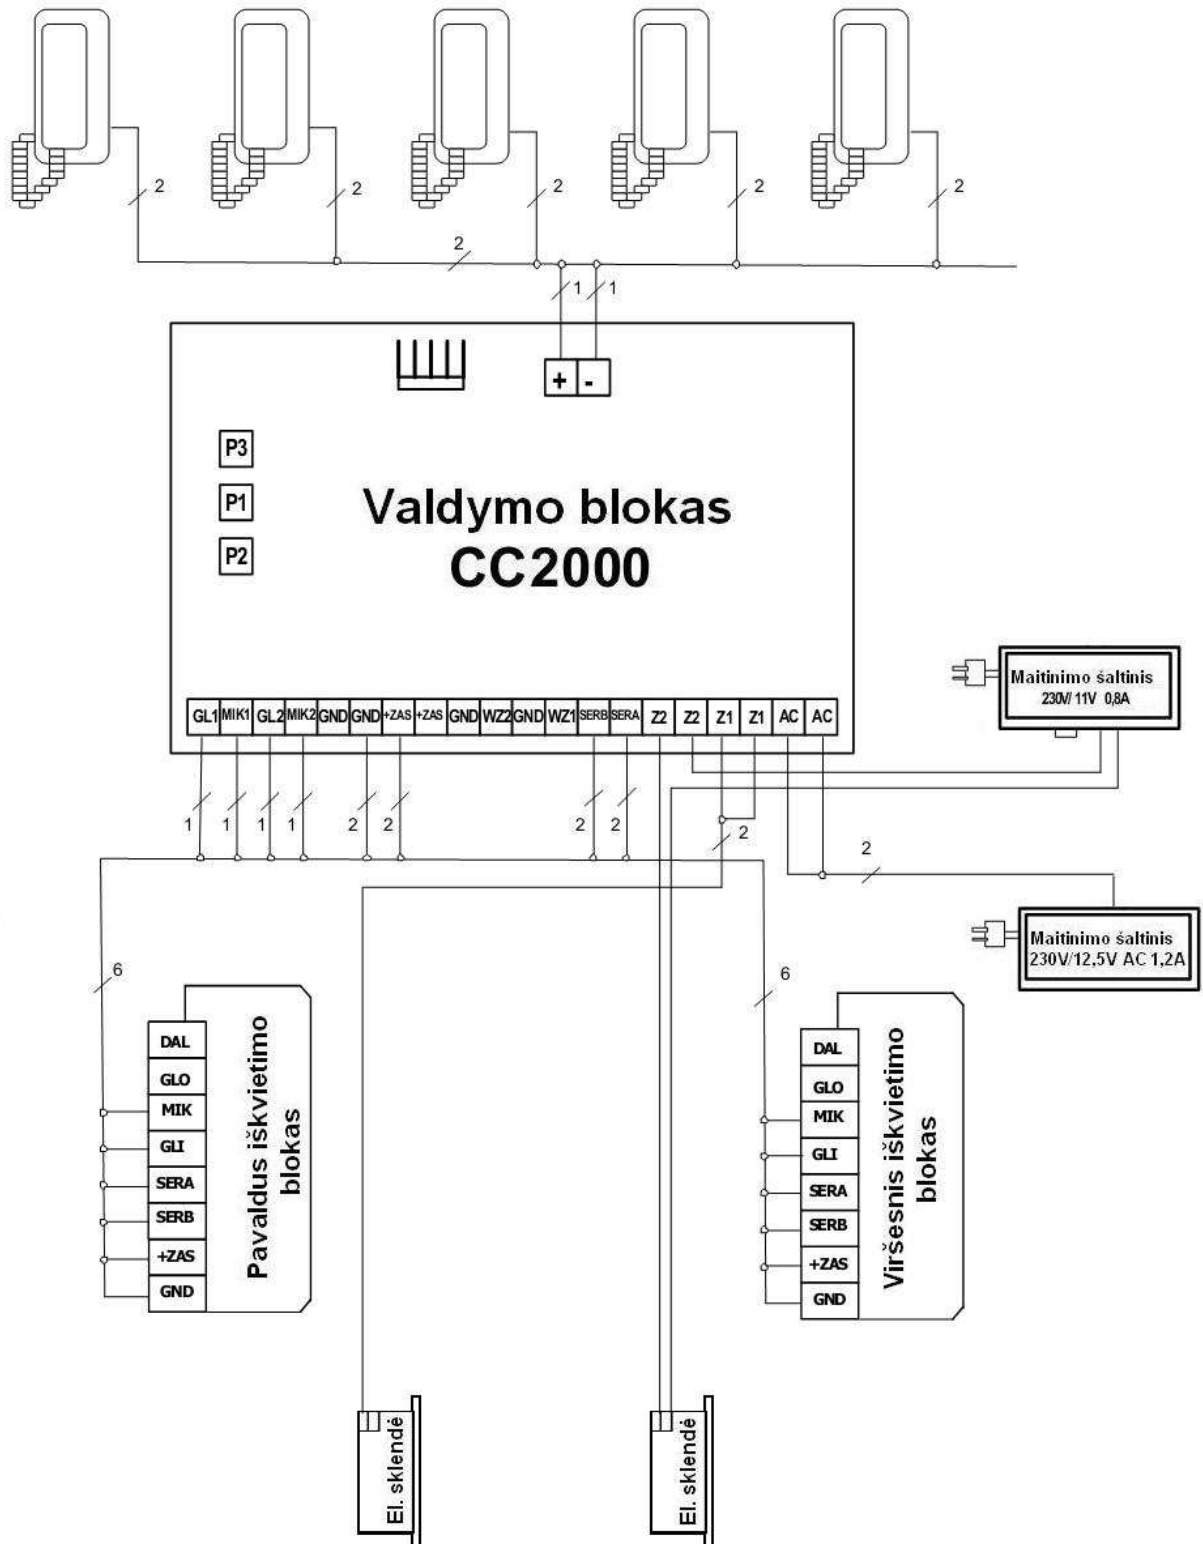 2
2
2
2
2
2
1
1
+
-
P3
P1
P2
Valdymo blokas
CC2000
GL1
MIK1
GL2
MIK2
GND
GND
+ZAS
+ZAS
GND
WZ2
GND
WZ1
SERB
SERA
Z2
Z2
Z1
Z1
AC
AC
Maitinimo šaltinis
230V/ 11V 0,8A
1
1
1
1
2
2
2
2
2
2
Maitinimo šaltinis
230V/12,5V AC 1,2A
6
6
DAL
GLO
MIK
GLI
SERA
SERB
+ZAS
GND
Pavaldus iškvietimo
blokas
DAL
GLO
MIK
GLI
SERA
SERB
+ZAS
GND
Viršesnis iškvietimo
blokas
El. sklendė
El. sklendė